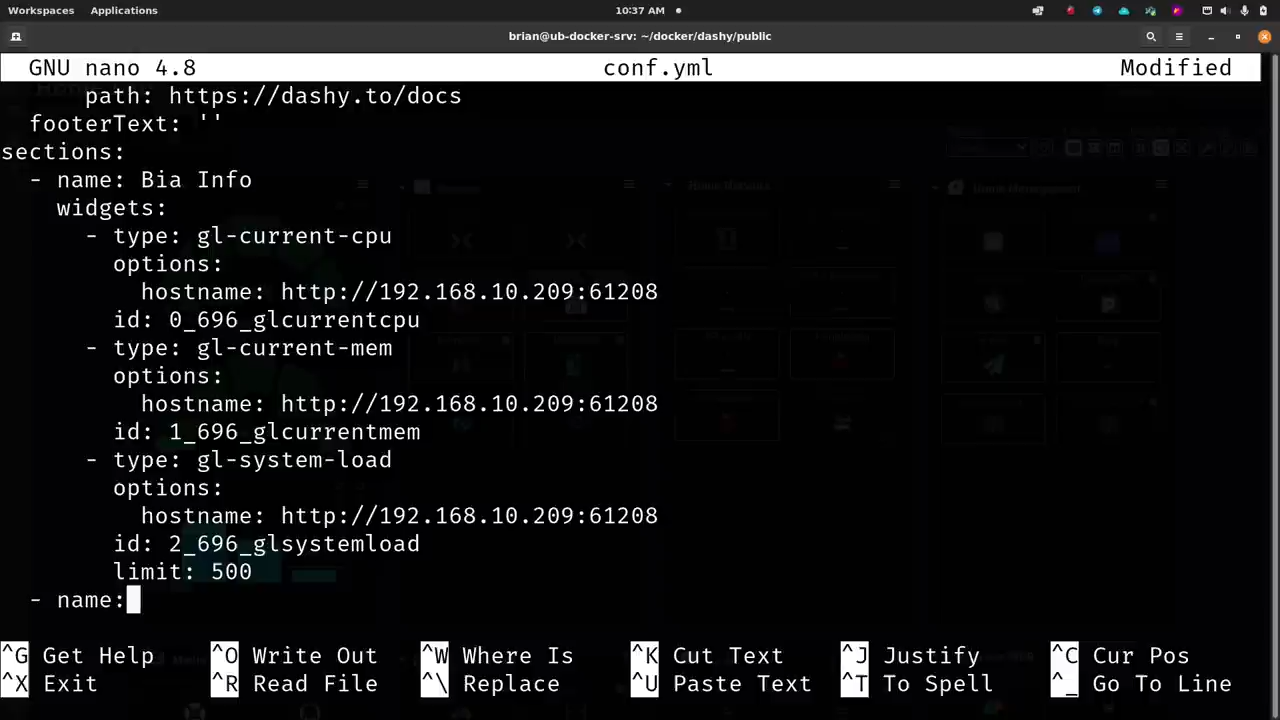 Workspaces Applications 10:37 AM
brian@ub-docker-srv: ~/docker/dashy/public
GNU nano 4.8 conf.yml Modified
path: https://dashy.to/docs
footerText: ''
sections:
- name: Bia Info
widgets:
- type: gl-current-cpu
options:
hostname: http://192.168.10.209:61208
id: 0_696_glcurrentcpu
- type: gl-current-mem
options:
hostname: http://192.168.10.209:61208
id: 1_696_glcurrentmem
- type: gl-system-load
options:
hostname: http://192.168.10.209:61208
id: 2_696_glsystemload
limit: 500
- name:
^G Get Help ^O Write Out ^W Where Is ^K Cut Text ^J Justify ^C Cur Pos
^X Exit ^R Read File ^\ Replace ^U Paste Text ^T To Spell ^_ Go To Line